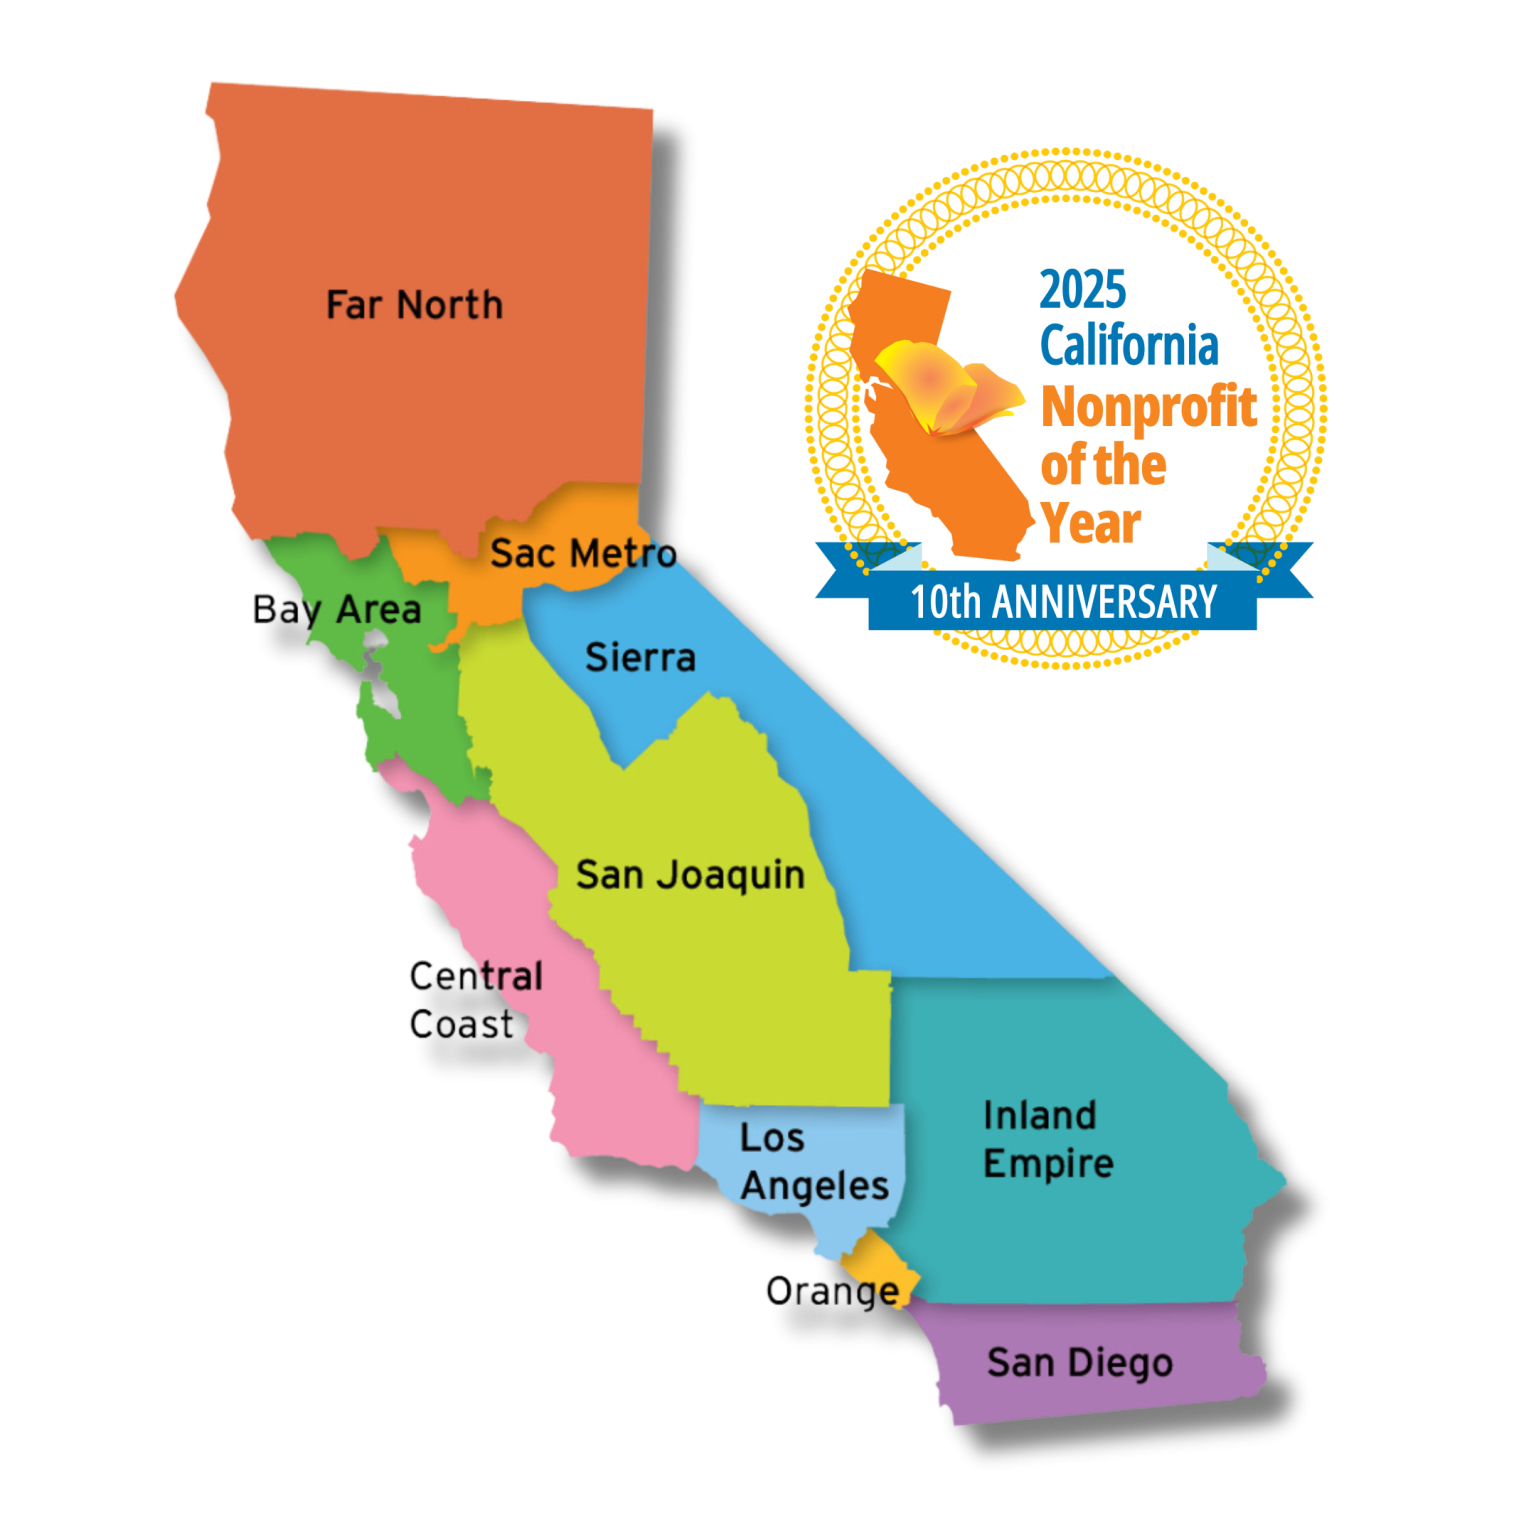 Far North
2025
California
Nonprofit
of the
Year
10th ANNIVERSARY
Sac Metro
Bay Area
Sierra
San Joaquin
Central
Coast
Inland
Empire
Los
Angeles
Orange
San Diego